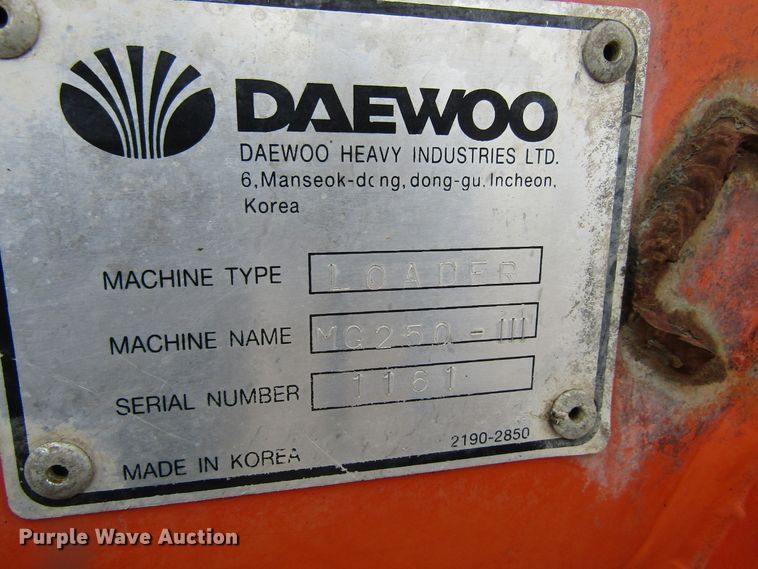 DAEWOO
DAEWOO HEAVY INDUSTRIES LTD.
6, Manseok-dong, dong-gu. Incheon,
Korea
MACHINE TYPE LOADER
MACHINE NAME MG250-III
SERIAL NUMBER 1161
2190-2850
MADE IN KOREA
Purple Wave Auction®